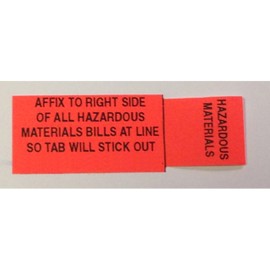 AFFIX TO RIGHT SIDE
OF ALL HAZARDOUS
MATERIALS BILLS AT LINE
SO TAB WILL STICK OUT
HAZARDOUS
MATERIALS